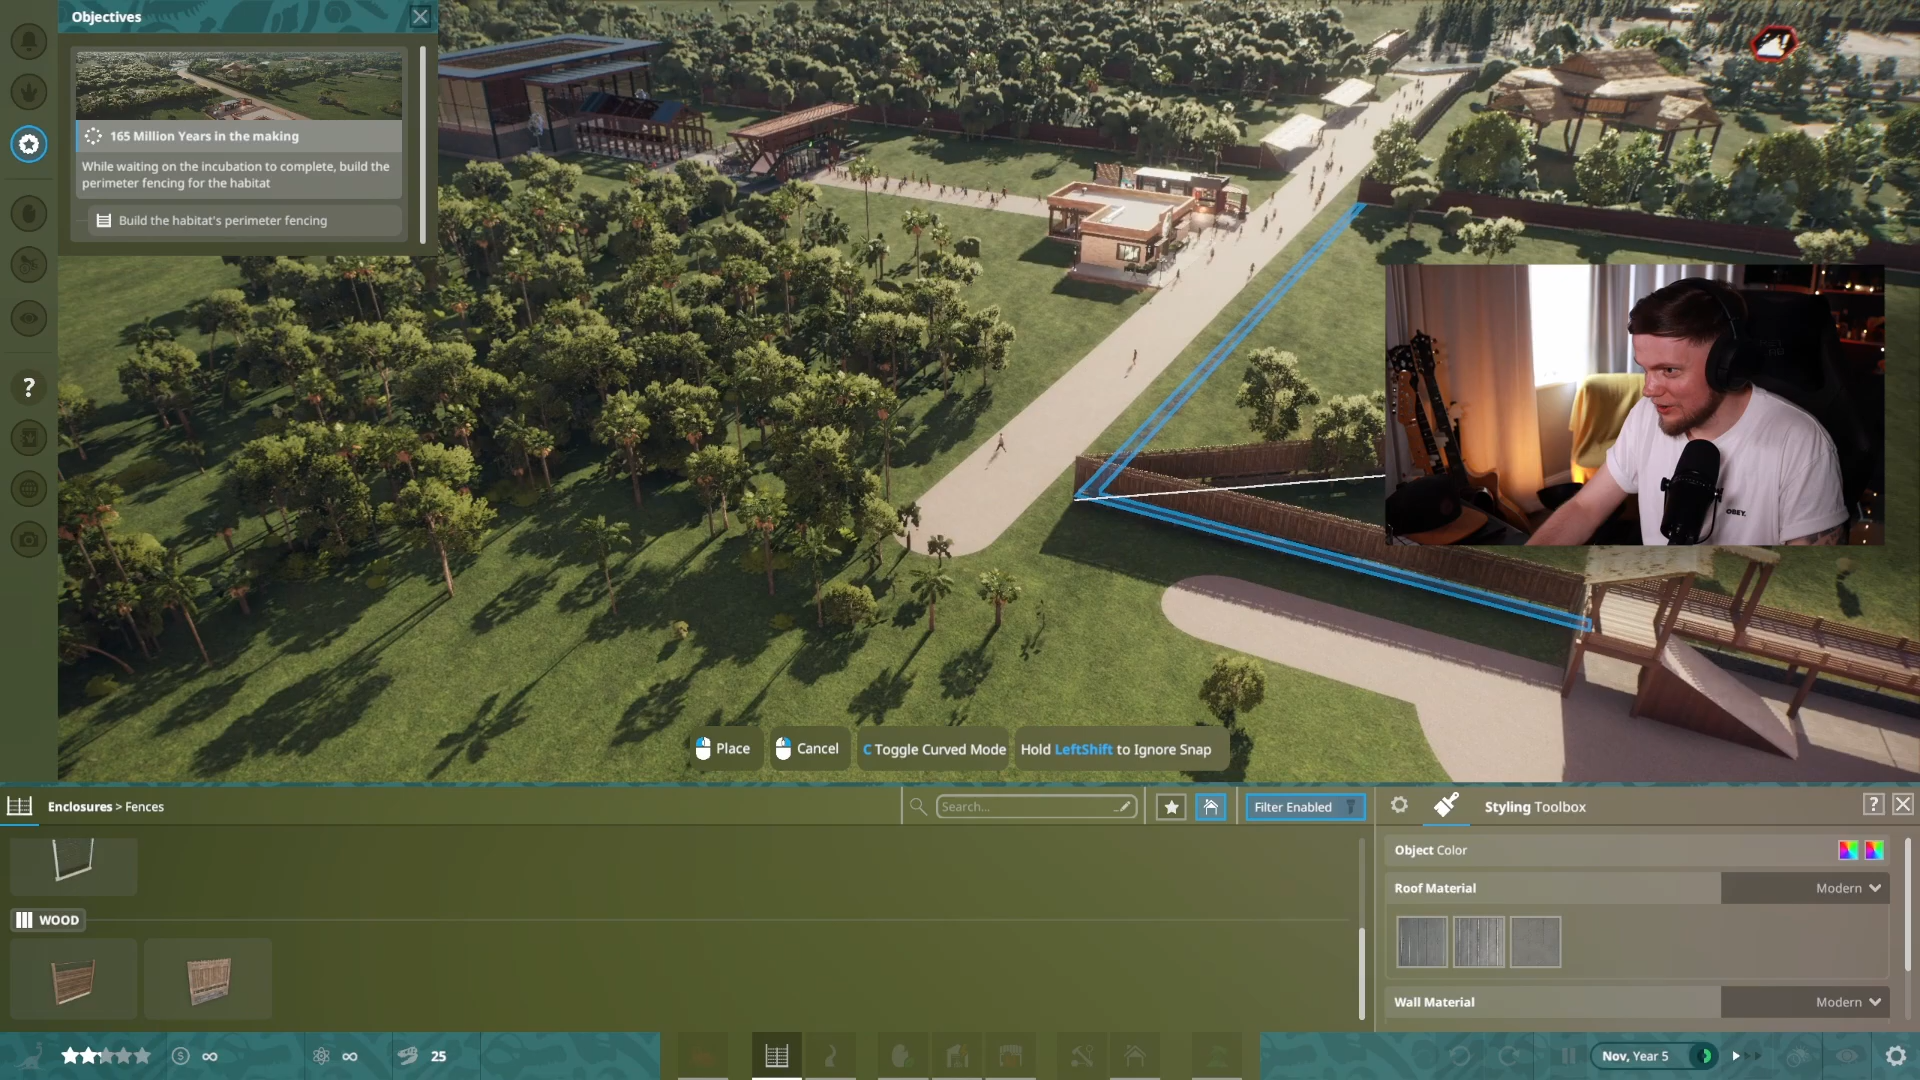 Objectives
165 Million Years in the making
While waiting on the incubation to complete, build the
perimeter fencing for the habitat
Build the habitat's perimeter fencing
?
OBEY.
Place
Cancel
C Toggle Curved Mode
Hold LeftShift to Ignore Snap
Enclosures > Fences
Search...
Filter Enabled
Styling Toolbox
?
Object Color
Roof Material
Modern
WOOD
Wall Material
Modern
∞
∞
25
Nov, Year 5